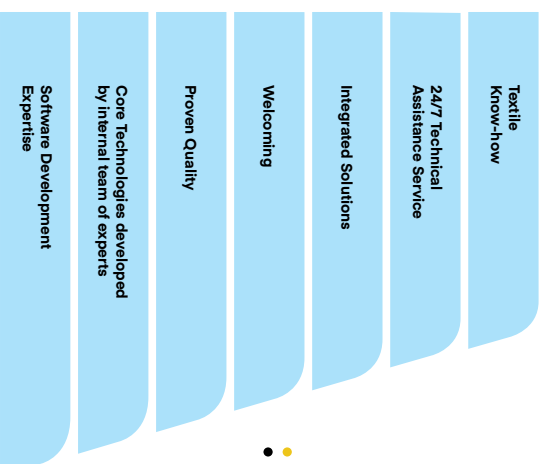 Software Development
Expertise
Core Technologies developed
by internal team of experts
Proven Quality
Welcoming
Integrated Solutions
24/7 Technical
Assistance Service
Textile
Know-how